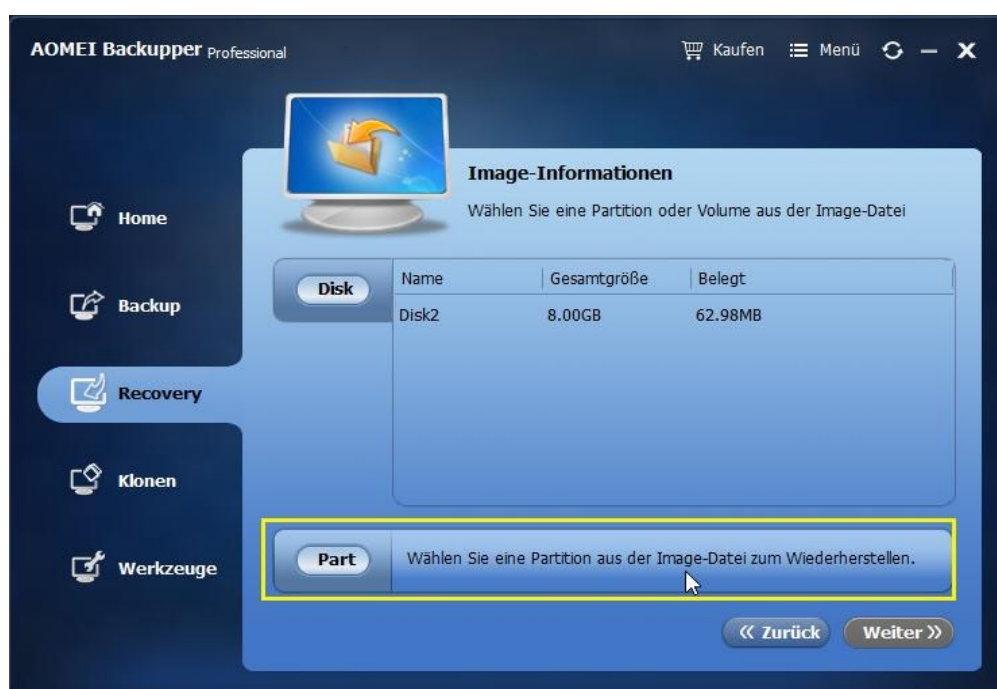 AOMEI Backupper Professional
Kaufen
Menü
Image-Informationen
Wählen Sie eine Partition oder Volume aus der Image-Datei
Home
Backup
Recovery
Klonen
Werkzeuge
Disk
Name Gesamtgröße Belegt
Disk2 8.00GB 62.98MB
Part
Wählen Sie eine Partition aus der Image-Datei zum Wiederherstellen.
« Zurück
Weiter »